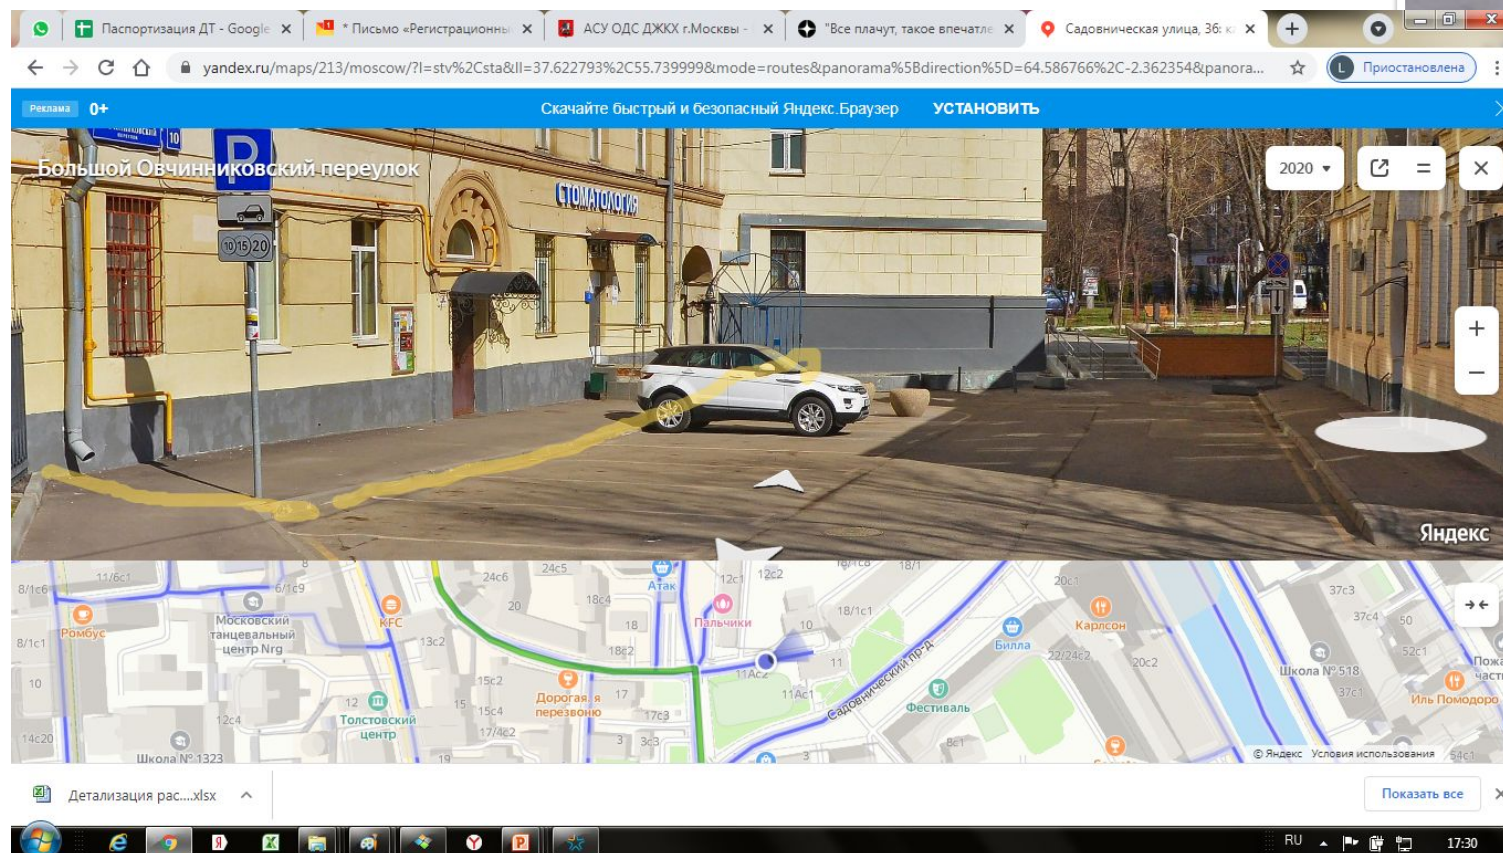 Паспортизация ДТ - Google
* Письмо «Регистрационны
АСУ ОДС ДЖКХ г.Москвы -
"Все плачут, такое впечатле
Садовническая улица, 3б: к
yandex.ru/maps/213/moscow/?l=stv%2Csta&ll=37.622793%2C55.739999&mode=routes&panorama%5Bdirection%5D=64.586766%2C-2.362354&panora...
L
Приостановлена
Реклама
0+
Скачайте быстрый и безопасный Яндекс.Браузер
УСТАНОВИТЬ
10
P
Большой Овчинниковский переулок
2020
СТОМАТОЛОГИЯ
10 15 20
Яндекс
8/1с6
11/6с1
8
6/1с9
24с6
24с5
Атак
12с1
12с2
18/1
20с1
37с3
Ромбус
Московский
танцевальный
центр Nrg
KFC
20
18с4
18
Пальчики
10
18/1с1
Карлсон
37с4
50
8/1с1
13с2
18с2
11
Билла
22/24с2
20с2
Школа № 518
52с1
10
15с2
11Ас2
11Ас1
Садовнический пр-д
Фестиваль
37с1
Иль Помодоро
12
Толстовский
центр
15
15с4
Дорогая, я
перезвоню
17
17с3
12с4
17/4с2
3
3с3
14с20
Школа № 1323
19
3
8с1
© Яндекс Условия использования
54с1
Детализация рас....xlsx
Показать все
RU
17:30